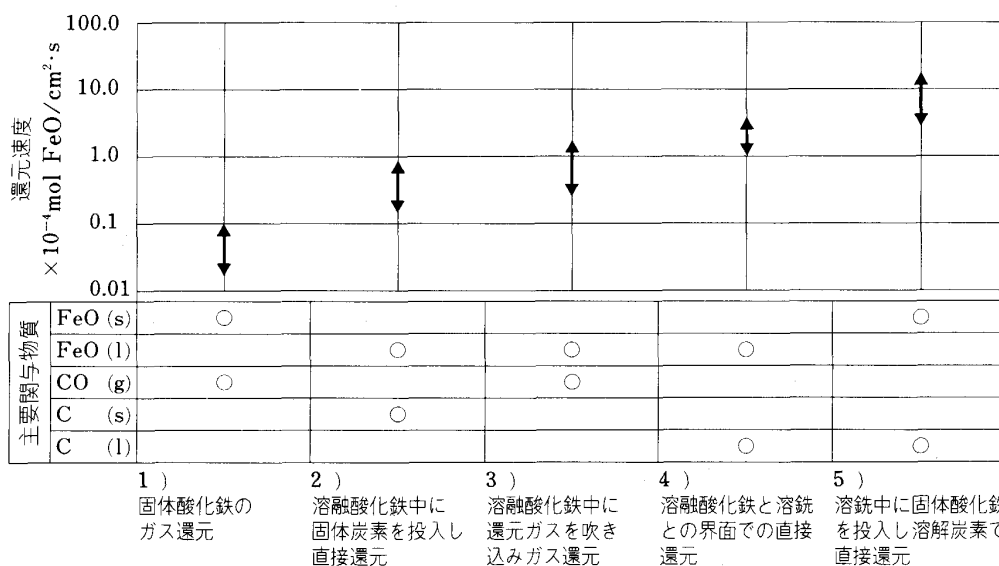 還元速度
×10⁻⁴mol FeO/cm²·s
100.0
10.0
1.0
0.1
0.01
主要関与物質
FeO (s)
FeO (l)
CO (g)
C (s)
C (l)
1)
固体酸化鉄の
ガス還元
2)
溶融酸化鉄中に
固体炭素を投入し
直接還元
3)
溶融酸化鉄中に
還元ガスを吹き
込みガス還元
4)
溶融酸化鉄と溶銑
との界面での直接
還元
5)
溶銑中に固体酸化鉄
を投入し溶解炭素で
直接還元